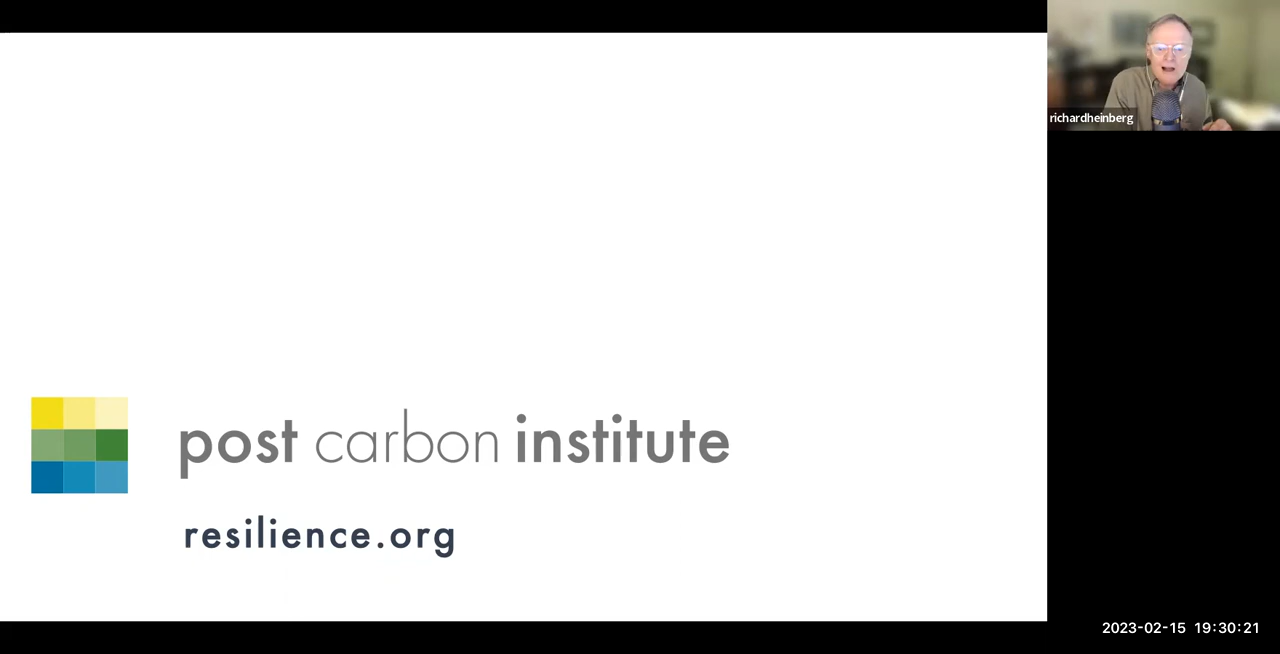 richardheinberg
post carbon institute
resilience.org
2023-02-15 19:30:21